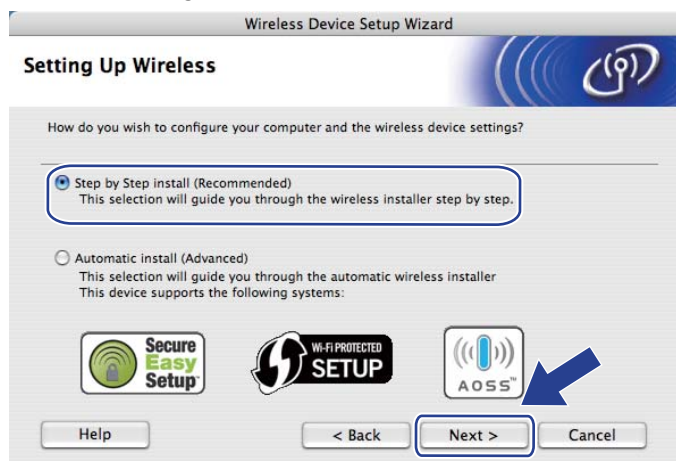 Wireless Device Setup Wizard
Setting Up Wireless
How do you wish to configure your computer and the wireless device settings?
Step by Step install (Recommended)
This selection will guide you through the wireless installer step by step.
Automatic install (Advanced)
This selection will guide you through the automatic wireless installer
This device supports the following systems:
Secure
Easy
Setup™
WI-FI PROTECTED
SETUP
AOSS™
Help
< Back
Next >
Cancel